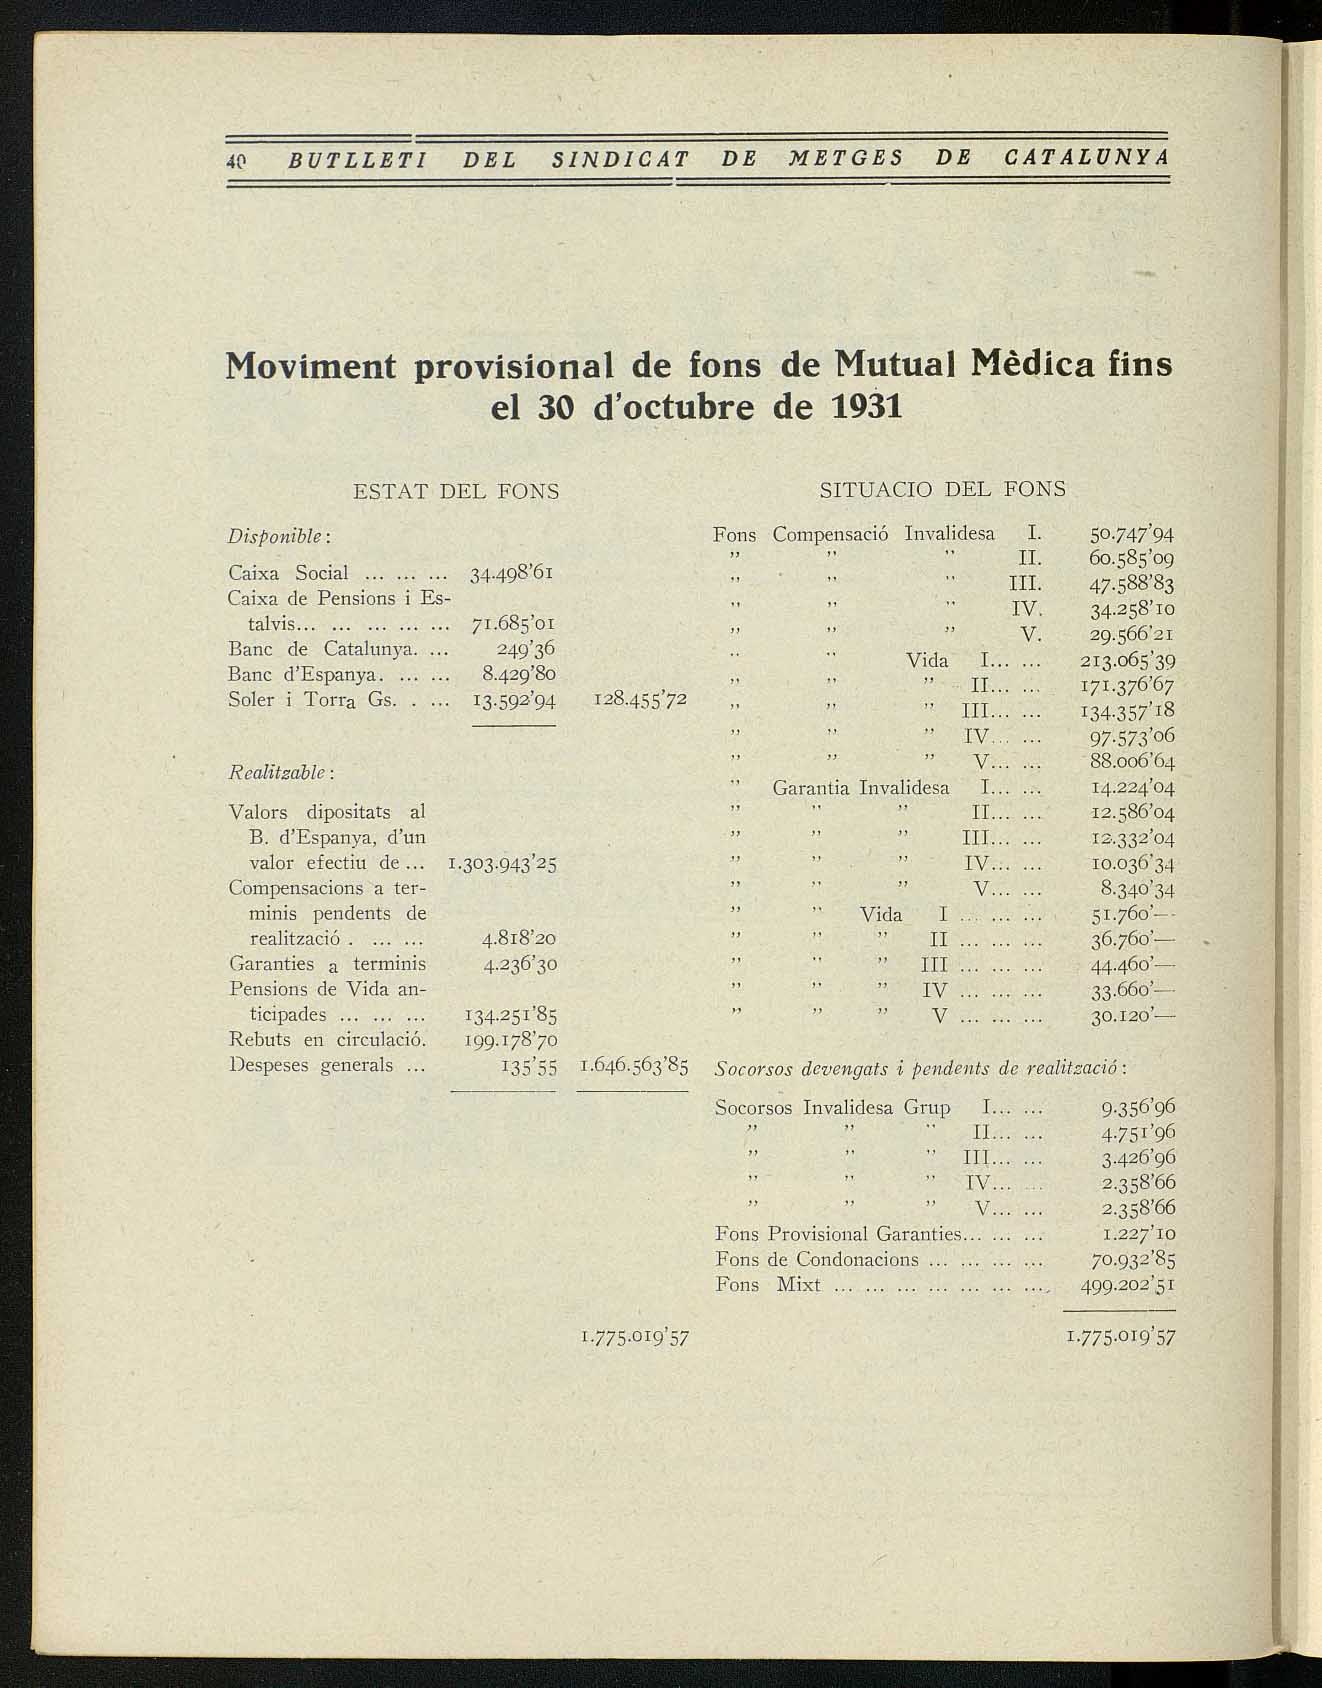 40 BUTLLETI DEL SINDICAT DE METGES DE CATALUNYA
Moviment provisional de fons de Mutual Mèdica fins
el 30 d'octubre de 1931
ESTAT DEL FONS
Disponible:
Caixa Social ... ... ... 34.498'61
Caixa de Pensions i Es-
talvis... ... ... ... ... 71.685'01
Banc de Catalunya. ... 249'36
Banc d'Espanya. ... ... 8.429'80
Soler i Torra Gs. . ... 13.592'94 128.455'72
Realitzable:
Valors dipositats al
B. d'Espanya, d'un
valor efectiu de ... 1.303.943'25
Compensacions a ter-
minis pendents de
realització . ... ... 4.818'20
Garanties a terminis 4.236'30
Pensions de Vida an-
ticipades ... ... ... 134.251'85
Rebuts en circulació. 199.178'70
Despeses generals ... 135'55 1.646.563'85
1.775.019'57
SITUACIO DEL FONS
Fons Compensació Invalidesa I. 50.747'94
" " " II. 60.585'09
" " " III. 47.588'83
" " " IV. 34.258'10
" " " V. 29.566'21
" " Vida I... ... 213.065'39
" " " II... ... 171.376'67
" " " III... ... 134.357'18
" " " IV... ... 97.573'06
" " " V... ... 88.006'64
" Garantia Invalidesa I... ... 14.224'04
" " " II... ... 12.586'04
" " " III... ... 12.332'04
" " " IV... ... 10.036'34
" " " V... ... 8.340'34
" " Vida I ... ... ... 51.760'—
" " " II ... ... ... 36.760'—
" " " III ... ... ... 44.460'—
" " " IV ... ... ... 33.660'—
" " " V ... ... ... 30.120'—
Socorsos devengats i pendents de realització:
Socorsos Invalidesa Grup I... ... 9.356'96
" " " II... ... 4.751'96
" " " III... ... 3.426'96
" " " IV... ... 2.358'66
" " " V... ... 2.358'66
Fons Provisional Garanties... ... ... 1.227'10
Fons de Condonacions ... ... ... ... 70.932'85
Fons Mixt ... ... ... ... ... ... ... 499.202'51
1.775.019'57